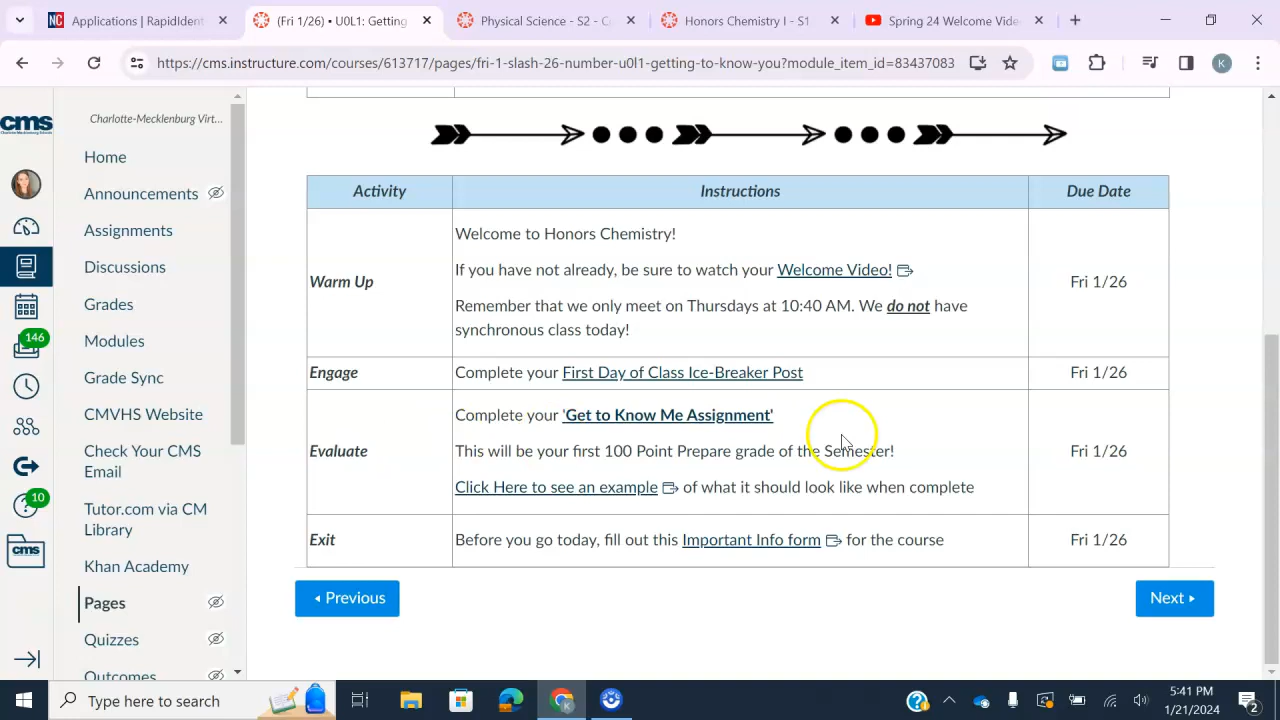 Applications | RapidIdent
(Fri 1/26) • U0L1: Getting
Physical Science - S2 - C
Honors Chemistry I - S1
Spring 24 Welcome Vide
https://cms.instructure.com/courses/613717/pages/fri-1-slash-26-number-u0l1-getting-to-know-you?module_item_id=83437083
K
cms
Charlotte-Mecklenburg Schools
146
10
cms
Charlotte-Mecklenburg Virt...
Home
Announcements
Assignments
Discussions
Grades
Modules
Grade Sync
CMVHS Website
Check Your CMS
Email
Tutor.com via CM
Library
Khan Academy
Pages
Quizzes
Outcomes
Activity Instructions Due Date
Warm Up
Welcome to Honors Chemistry!
If you have not already, be sure to watch your Welcome Video!
Remember that we only meet on Thursdays at 10:40 AM. We do not have
synchronous class today!
Fri 1/26
Engage Complete your First Day of Class Ice-Breaker Post Fri 1/26
Evaluate
Complete your 'Get to Know Me Assignment'
This will be your first 100 Point Prepare grade of the Semester!
Click Here to see an example of what it should look like when complete
Fri 1/26
Exit Before you go today, fill out this Important Info form for the course Fri 1/26
Previous
Next
Type here to search
5:41 PM
1/21/2024
2